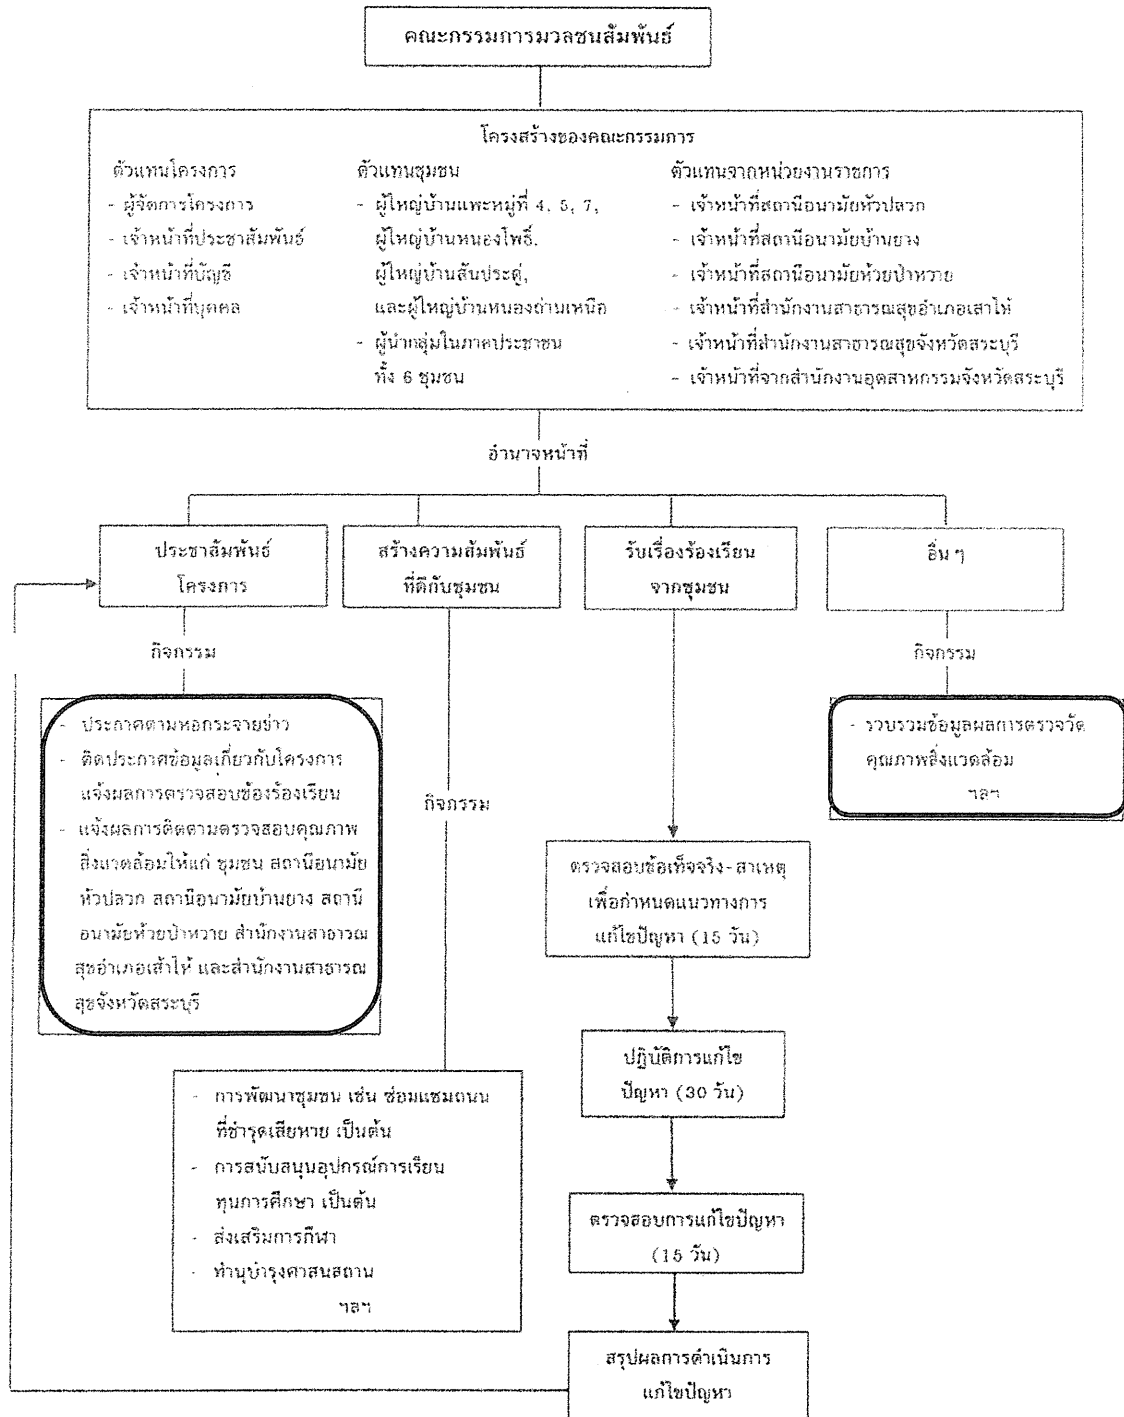 คณะกรรมการมวลชนสัมพันธ์
โครงสร้างของคณะกรรมการ
ตัวแทนโครงการ
- ผู้จัดการโครงการ
- เจ้าหน้าที่ประชาสัมพันธ์
- เจ้าหน้าที่บัญชี
- เจ้าหน้าที่บุคคล
ตัวแทนชุมชน
- ผู้ใหญ่บ้านแพะหมู่ที่ 4, 5, 7,
ผู้ใหญ่บ้านหนองโพธิ์,
ผู้ใหญ่บ้านสันประดู่,
และผู้ใหญ่บ้านหนองถ่านเหนือ
- ผู้นำกลุ่มในภาคประชาชน
ทั้ง 6 ชุมชน
ตัวแทนจากหน่วยงานราชการ
- เจ้าหน้าที่สถานีอนามัยหัวปลวก
- เจ้าหน้าที่สถานีอนามัยบ้านยาง
- เจ้าหน้าที่สถานีอนามัยห้วยป่าหวาย
- เจ้าหน้าที่สำนักงานสาธารณสุขอำเภอเสาไห้
- เจ้าหน้าที่สำนักงานสาธารณสุขจังหวัดสระบุรี
- เจ้าหน้าที่จากสำนักงานอุตสาหกรรมจังหวัดสระบุรี
อำนาจหน้าที่
ประชาสัมพันธ์
โครงการ
สร้างความสัมพันธ์
ที่ดีกับชุมชน
รับเรื่องร้องเรียน
จากชุมชน
อื่นๆ
กิจกรรม
- ประกาศตามหอกระจายข่าว
- ติดประกาศข้อมูลเกี่ยวกับโครงการ
แจ้งผลการตรวจสอบข้องร้องเรียน
- แจ้งผลการติดตามตรวจสอบคุณภาพ
สิ่งแวดล้อมให้แก่ ชุมชน สถานีอนามัย
หัวปลวก สถานีอนามัยบ้านยาง สถานี
อนามัยห้วยป่าหวาย สำนักงานสาธารณ
สุขอำเภอเส้าไห้ และสำนักงานสาธารณ
สุขจังหวัดสระบุรี
กิจกรรม
- การพัฒนาชุมชน เช่น ซ่อมแซมถนน
ที่ชำรุดเสียหาย เป็นต้น
- การสนับสนุนอุปกรณ์การเรียน
ทุนการศึกษา เป็นต้น
- ส่งเสริมการกีฬา
- ทำนุบำรุงศาสนสถาน
ฯลฯ
ตรวจสอบข้อเท็จจริง-สาเหตุ
เพื่อกำหนดแนวทางการ
แก้ไขปัญหา (15 วัน)
ปฏิบัติการแก้ไข
ปัญหา (30 วัน)
ตรวจสอบการแก้ไขปัญหา
(15 วัน)
สรุปผลการดำเนินการ
แก้ไขปัญหา
กิจกรรม
- รวบรวมข้อมูลผลการตรวจวัด
คุณภาพสิ่งแวดล้อม
ฯลฯ